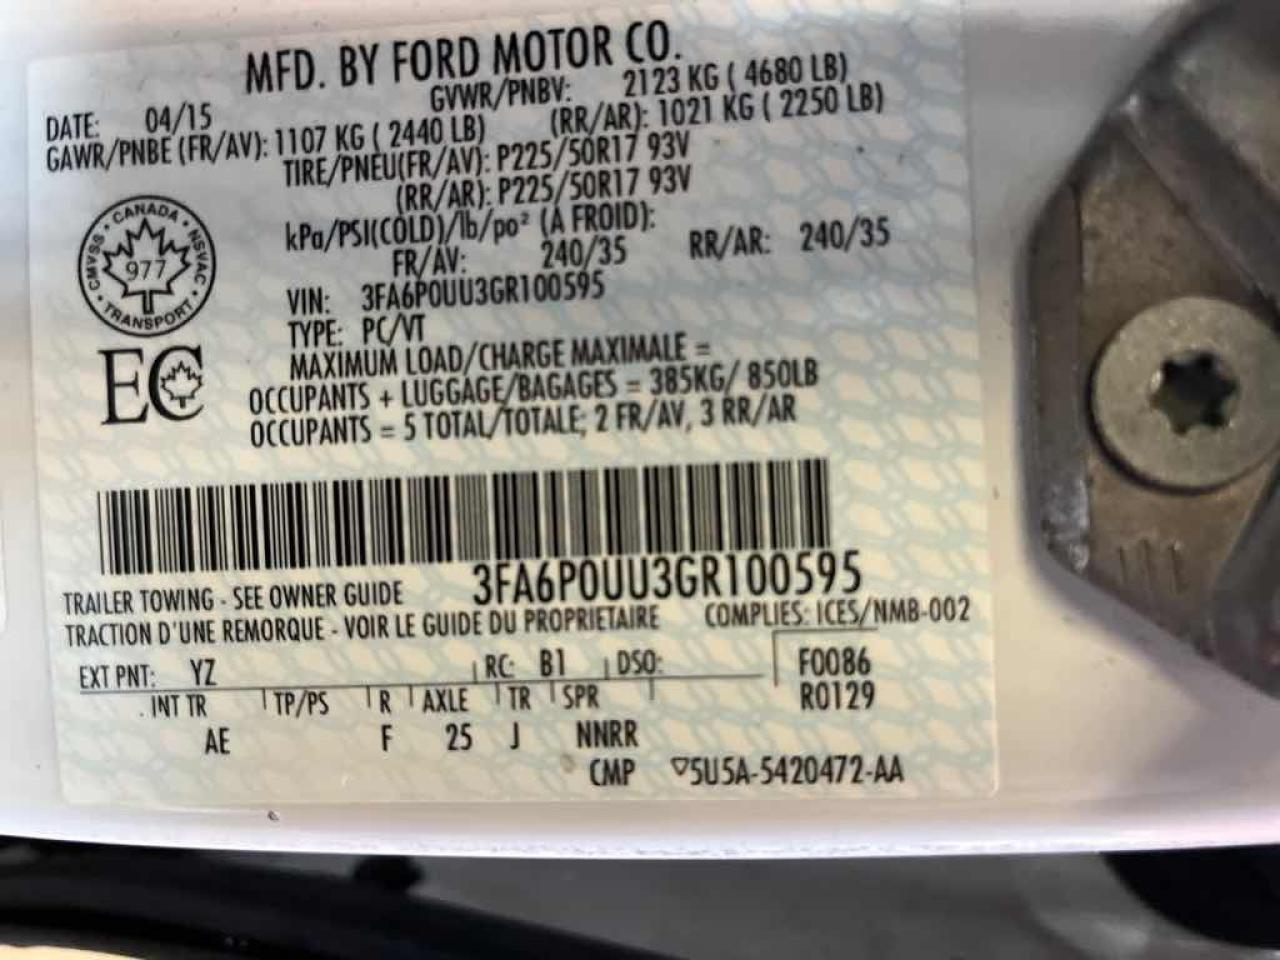 MFD. BY FORD MOTOR CO.
DATE: 04/15 GVWR/PNBV: 2123 KG ( 4680 LB)
GAWR/PNBE (FR/AV): 1107 KG ( 2440 LB) (RR/AR): 1021 KG ( 2250 LB)
TIRE/PNEU(FR/AV): P225/50R17 93V
(RR/AR): P225/50R17 93V
kPa/PSI(COLD)/lb/po² (A FROID):
FR/AV: 240/35 RR/AR: 240/35
CANADA • NSVAC • TRANSPORT • CMVSS •
977
VIN: 3FA6P0UU3GR100595
TYPE: PC/VT
EC
MAXIMUM LOAD/CHARGE MAXIMALE =
OCCUPANTS + LUGGAGE/BAGAGES = 385KG/ 850LB
OCCUPANTS = 5 TOTAL/TOTALE; 2 FR/AV, 3 RR/AR
3FA6P0UU3GR100595
TRAILER TOWING - SEE OWNER GUIDE
TRACTION D'UNE REMORQUE - VOIR LE GUIDE DU PROPRIETAIRE COMPLIES: ICES/NMB-002
EXT PNT: YZ RC: B1 DSO: F0086
INT TR TP/PS R AXLE TR SPR R0129
AE F 25 J NNRR
CMP ▽5U5A-5420472-AA